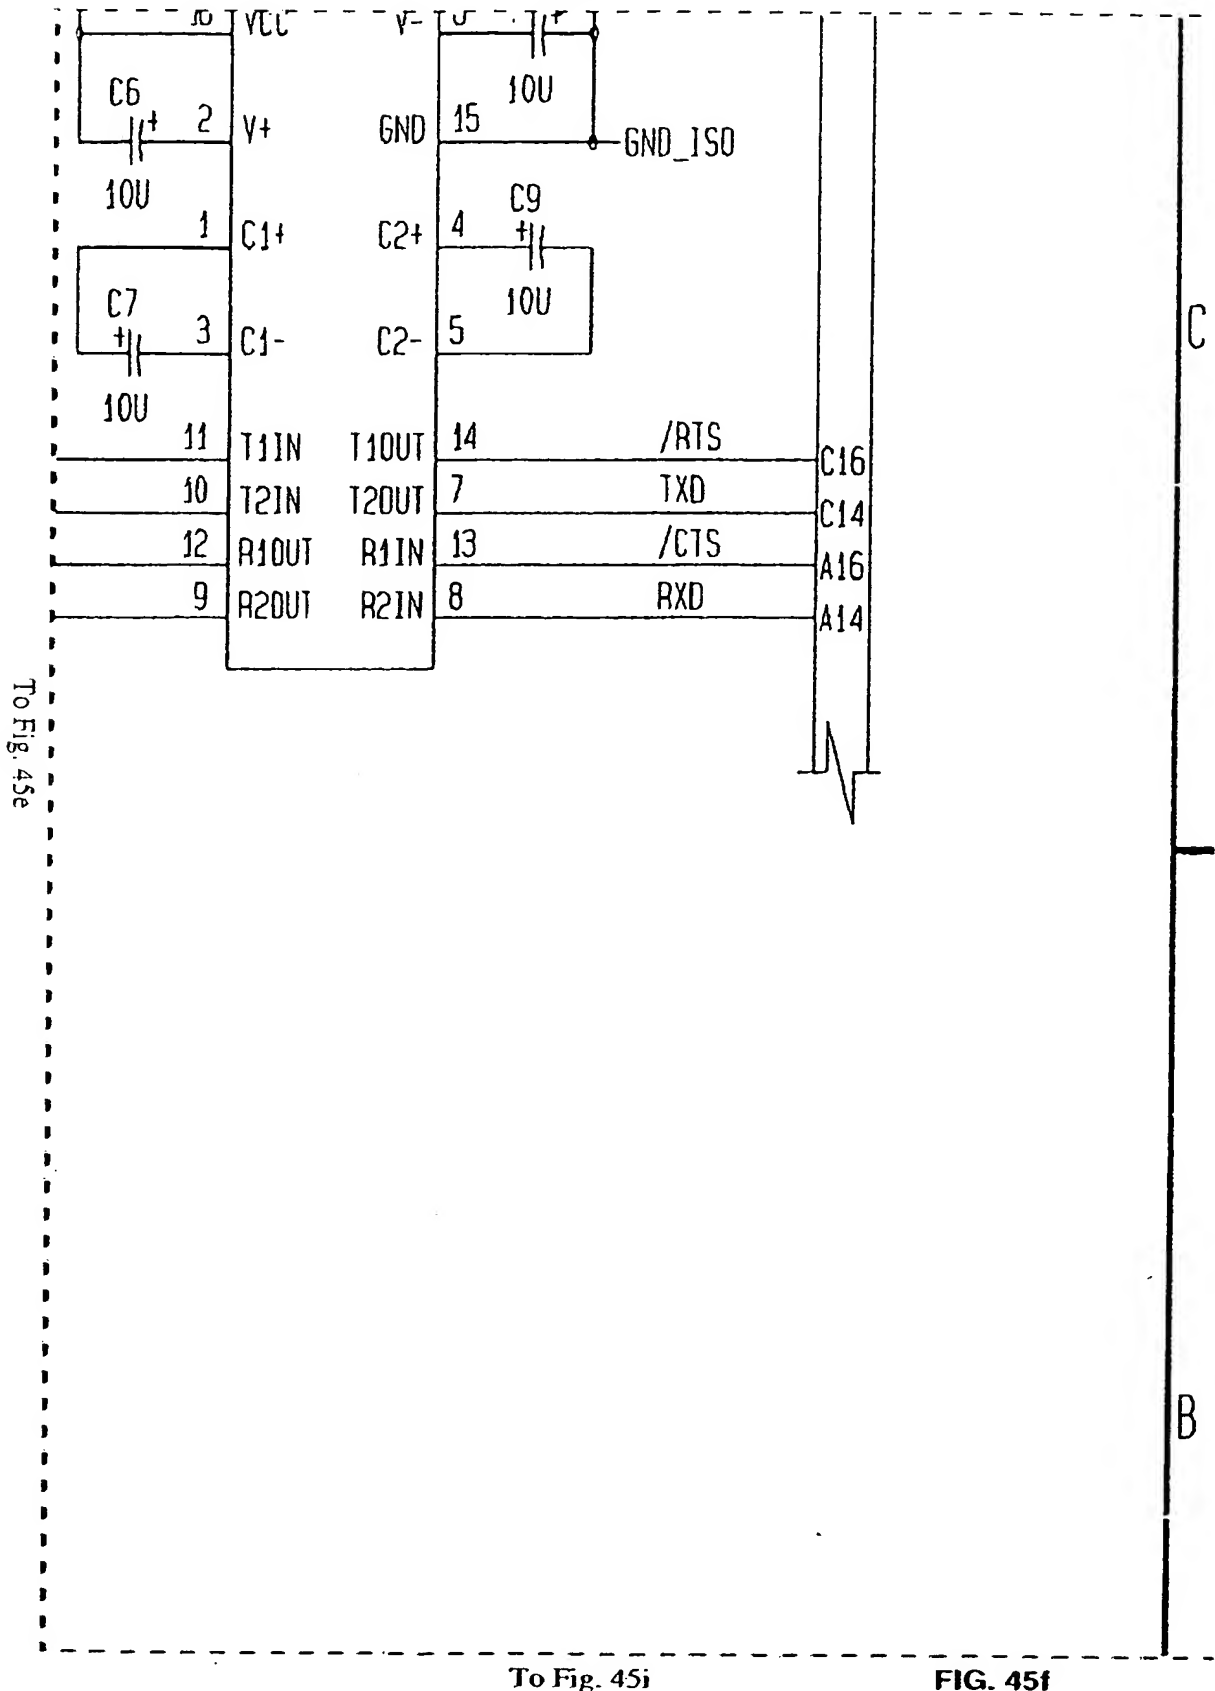 VCC V-
C6 10U
2 V+ GND 15 GND_ISO
10U
1 C1+ C2+ 4 C9
C7 10U
3 C1- C2- 5
10U
11 T1IN T1OUT 14 /RTS C16
10 T2IN T2OUT 7 TXD C14
12 R1OUT R1IN 13 /CTS A16
9 R2OUT R2IN 8 RXD A14
C
To Fig. 45e
B
To Fig. 45i
FIG. 45f